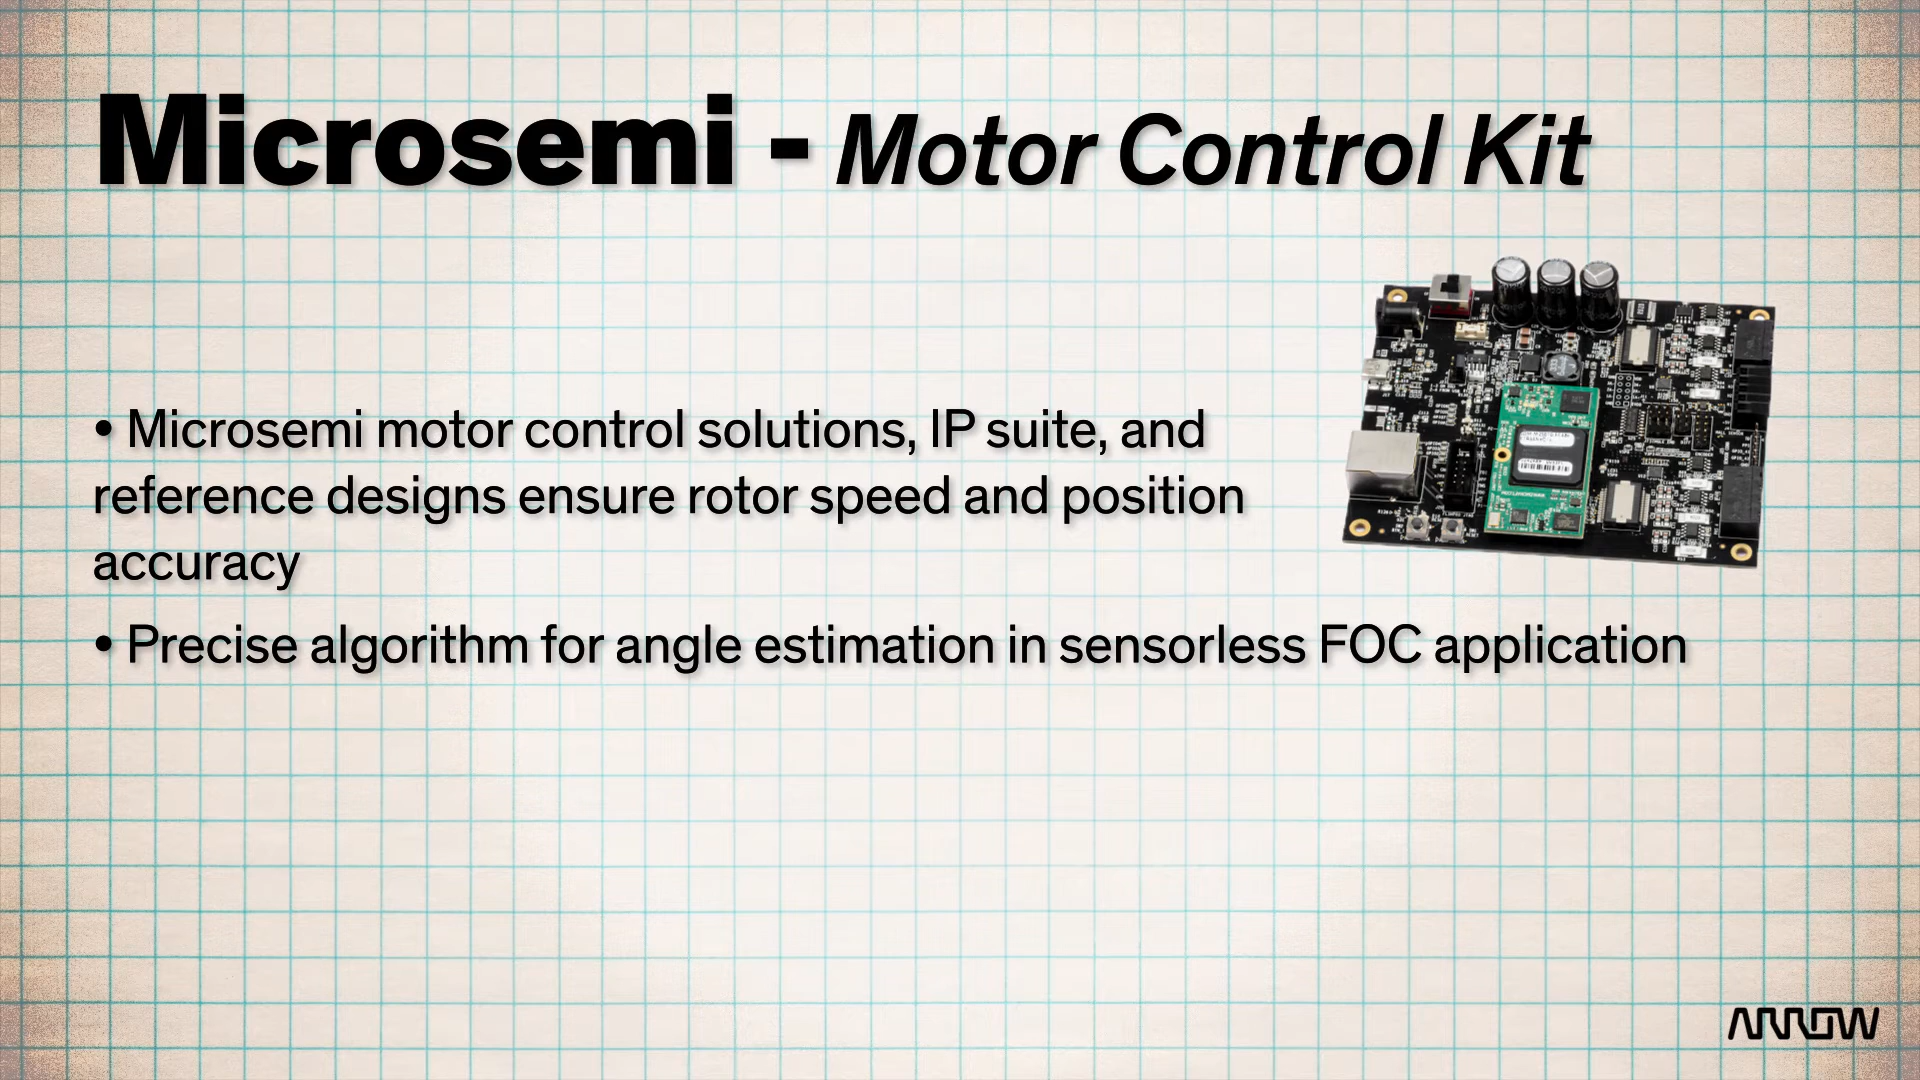 Microsemi - Motor Control Kit
• Microsemi motor control solutions, IP suite, and
reference designs ensure rotor speed and position
accuracy
• Precise algorithm for angle estimation in sensorless FOC application
ARROW